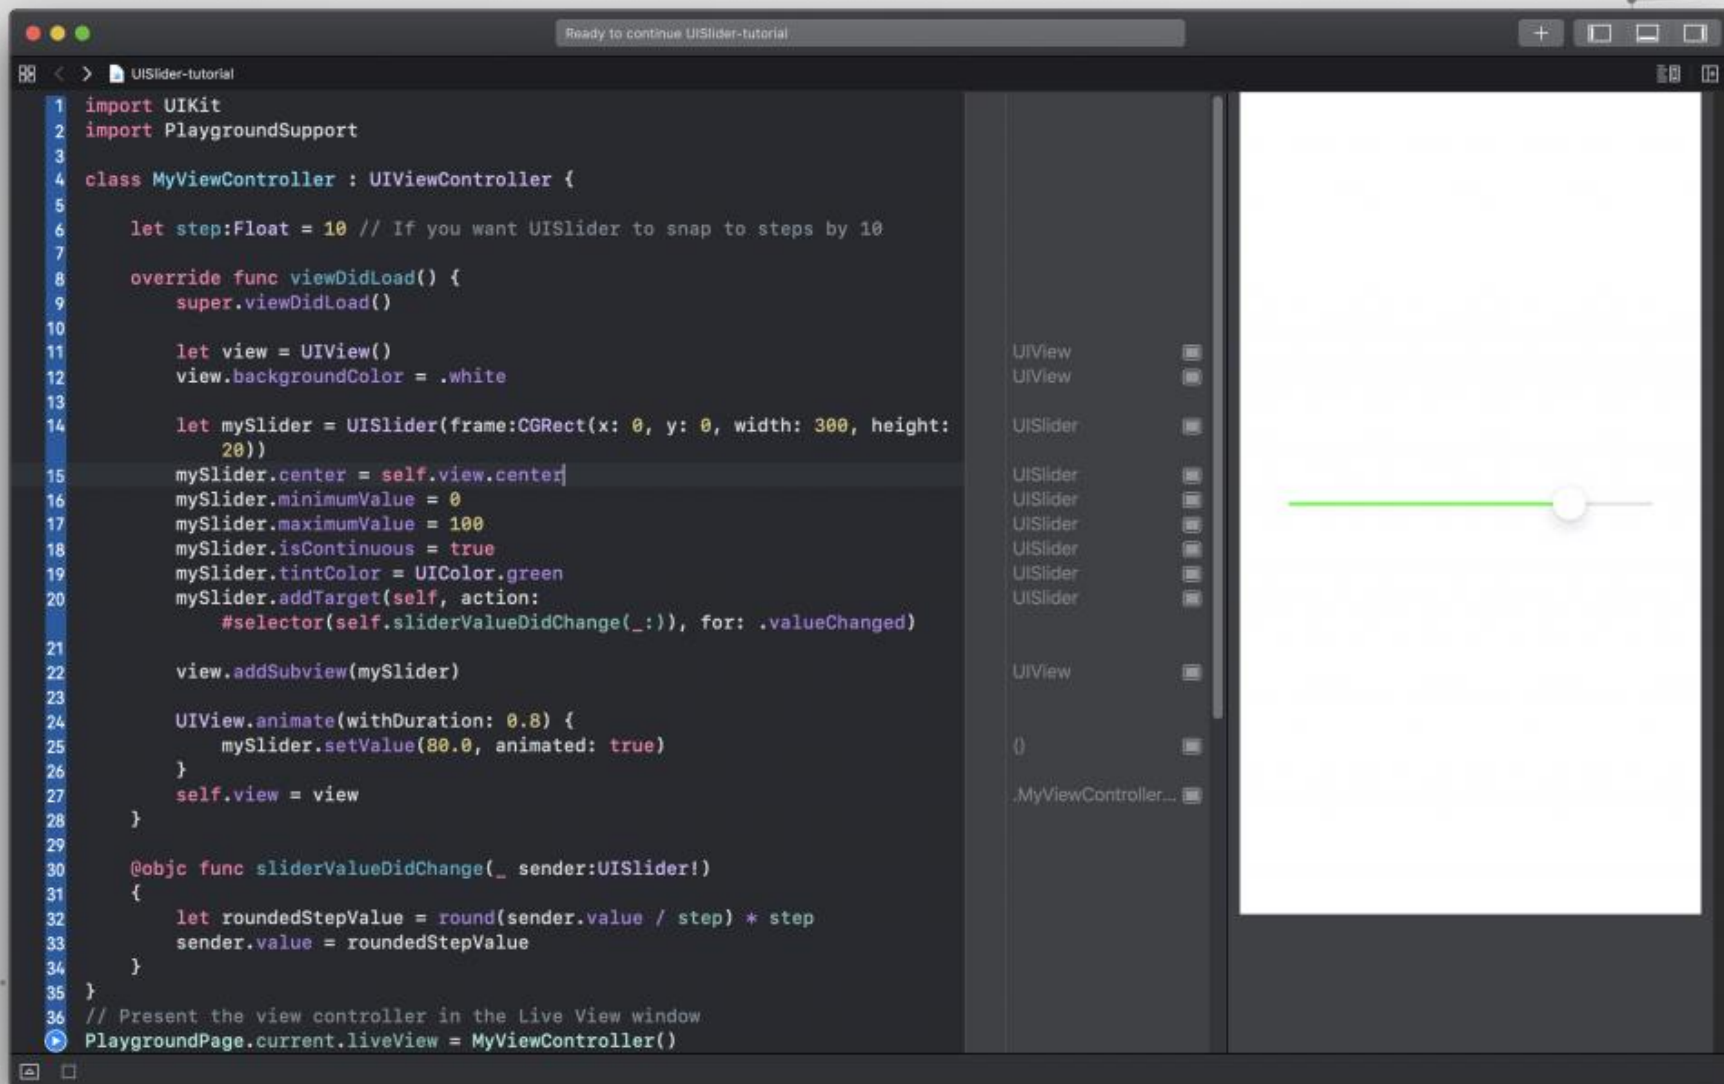 Ready to continue UISlider-tutorial
UISlider-tutorial
1 import UIKit
2 import PlaygroundSupport
3
4 class MyViewController : UIViewController {
5
6 let step:Float = 10 // If you want UISlider to snap to steps by 10
7
8 override func viewDidLoad() {
9 super.viewDidLoad()
10
11 let view = UIView() UIView
12 view.backgroundColor = .white UIView
13
14 let mySlider = UISlider(frame:CGRect(x: 0, y: 0, width: 300, height: UISlider
20))
15 mySlider.center = self.view.center UISlider
16 mySlider.minimumValue = 0 UISlider
17 mySlider.maximumValue = 100 UISlider
18 mySlider.isContinuous = true UISlider
19 mySlider.tintColor = UIColor.green UISlider
20 mySlider.addTarget(self, action: UISlider
#selector(self.sliderValueDidChange(_:)), for: .valueChanged)
21
22 view.addSubview(mySlider) UIView
23
24 UIView.animate(withDuration: 0.8) {
25 mySlider.setValue(80.0, animated: true) ()
26 }
27 self.view = view .MyViewController...
28 }
29
30 @objc func sliderValueDidChange(_ sender:UISlider!)
31 {
32 let roundedStepValue = round(sender.value / step) * step
33 sender.value = roundedStepValue
34 }
35 }
36 // Present the view controller in the Live View window
PlaygroundPage.current.liveView = MyViewController()